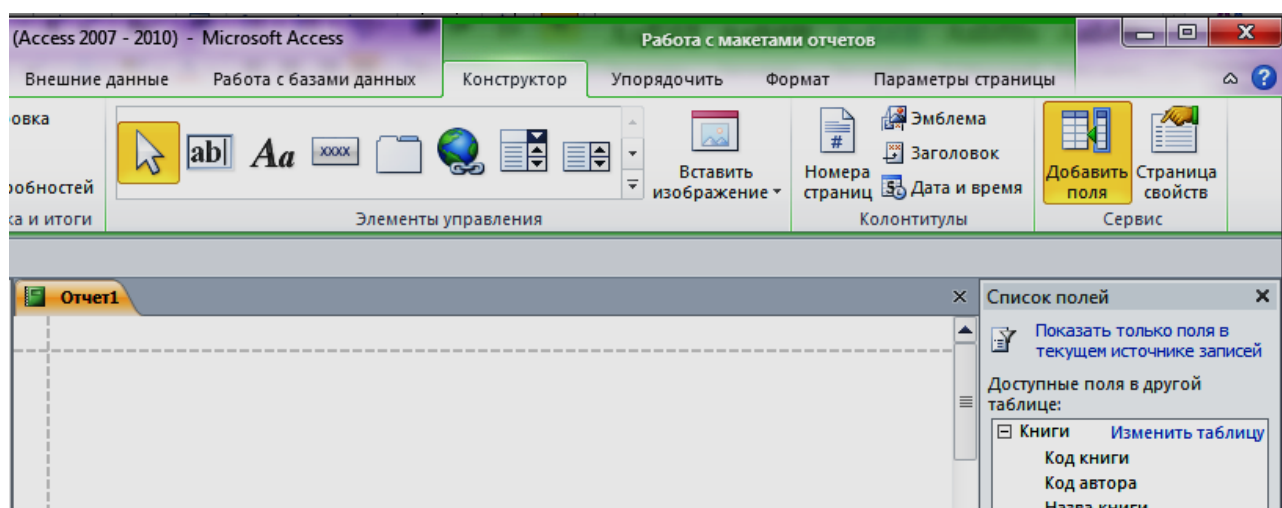 (Access 2007 - 2010) - Microsoft Access
Работа с макетами отчетов
Внешние данные Работа с базами данных Конструктор Упорядочить Формат Параметры страницы
овка
робностей
ка и итоги
ab|
Aa
xxxx
Элементы управления
Вставить
изображение
#
Номера
страниц
Эмблема
Заголовок
5
Дата и время
Колонтитулы
Добавить
поля
Страница
свойств
Сервис
Отчет1
Список полей
Показать только поля в
текущем источнике записей
Доступные поля в другой
таблице:
Книги Изменить таблицу
Код книги
Код автора
Назва книги